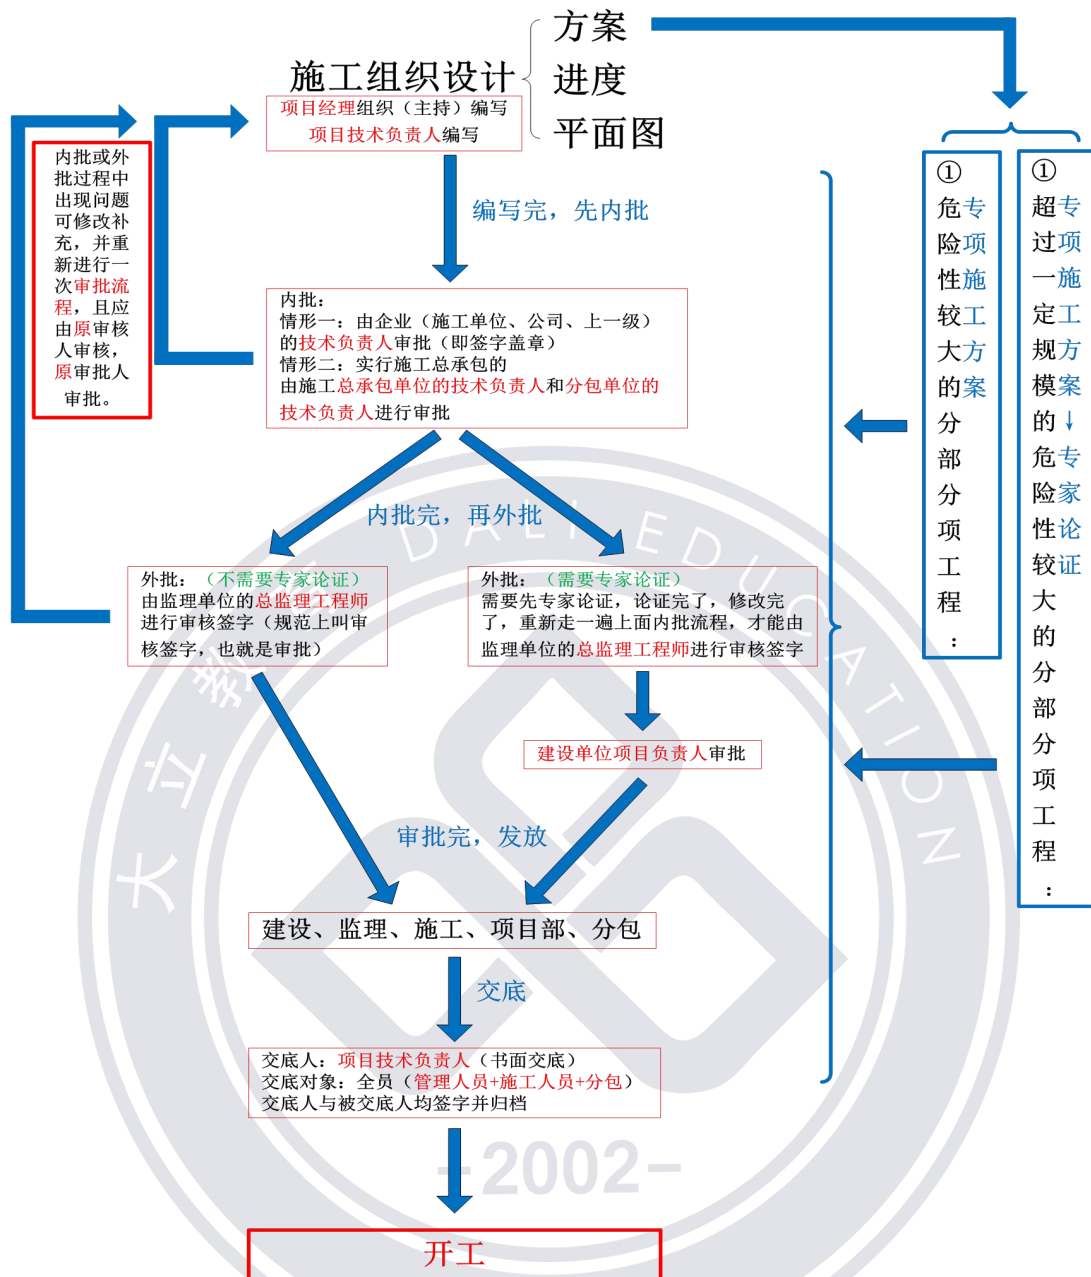 方案
施工组织设计
进度
平面图
项目经理组织（主持）编写
项目技术负责人编写
内批或外
批过程中
出现问题
可修改补
充，并重
新进行一
次审批流
程，且应
由原审核
人审核，
原审批人
审批。
编写完，先内批
内批：
情形一：由企业（施工单位、公司、上一级）
的技术负责人审批（即签字盖章）
情形二：实行施工总承包的
由施工总承包单位的技术负责人和分包单位的
技术负责人进行审批
内批完，再外批
外批：（不需要专家论证）
由监理单位的总监理工程师
进行审核签字（规范上叫审
核签字，也就是审批）
外批：（需要专家论证）
需要先专家论证，论证完了，修改完
了，重新走一遍上面内批流程，才能由
监理单位的总监理工程师进行审核签字
建设单位项目负责人审批
审批完，发放
建设、监理、施工、项目部、分包
交底
交底人：项目技术负责人（书面交底）
交底对象：全员（管理人员+施工人员+分包）
交底人与被交底人均签字并归档
开工
①危险性较大的分部分项工程：
专项施工方案
①超过一定规模的危险性较大的分部分项工程：
专项施工方案↓专家论证
大立教育 DALI EDUCATION
-2002-